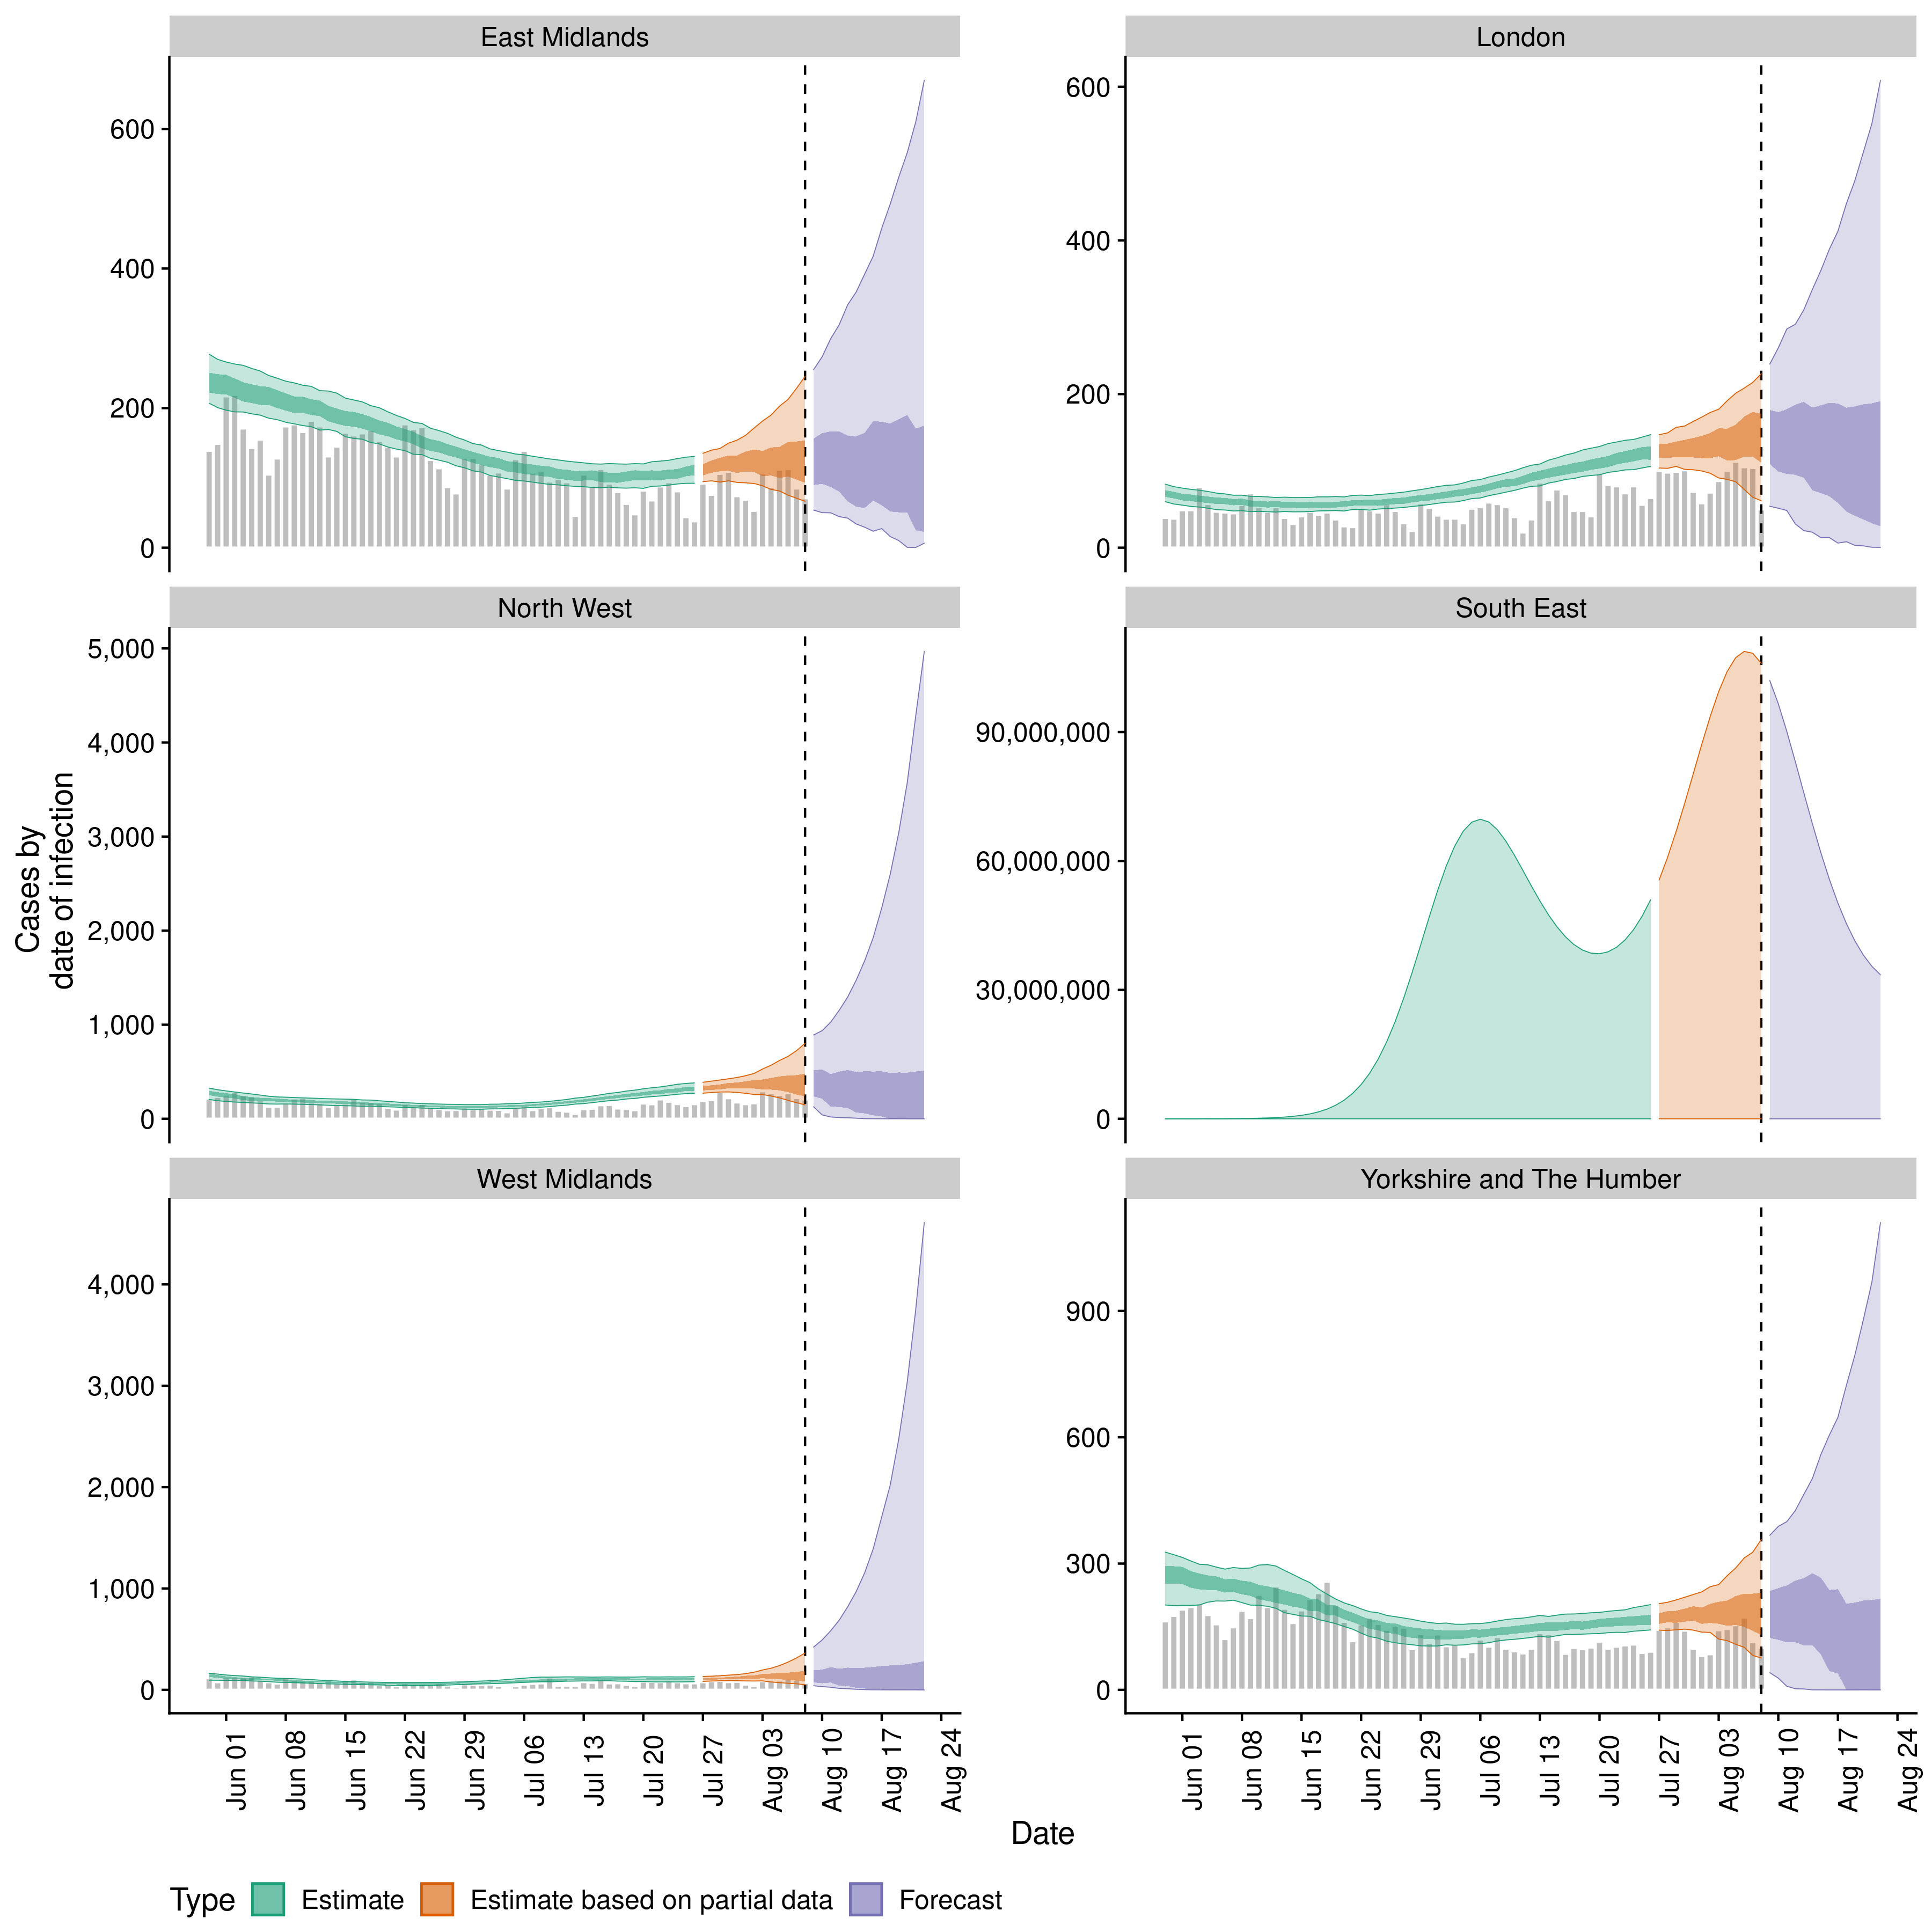 East Midlands
London
600
400
200
0
600
400
200
0
North West
South East
5,000
4,000
3,000
2,000
1,000
0
90,000,000
60,000,000
30,000,000
0
Cases by
date of infection
West Midlands
Yorkshire and The Humber
4,000
3,000
2,000
1,000
0
900
600
300
0
Jun 01 Jun 08 Jun 15 Jun 22 Jun 29 Jul 06 Jul 13 Jul 20 Jul 27 Aug 03 Aug 10 Aug 17 Aug 24
Jun 01 Jun 08 Jun 15 Jun 22 Jun 29 Jul 06 Jul 13 Jul 20 Jul 27 Aug 03 Aug 10 Aug 17 Aug 24
Date
Type Estimate Estimate based on partial data Forecast